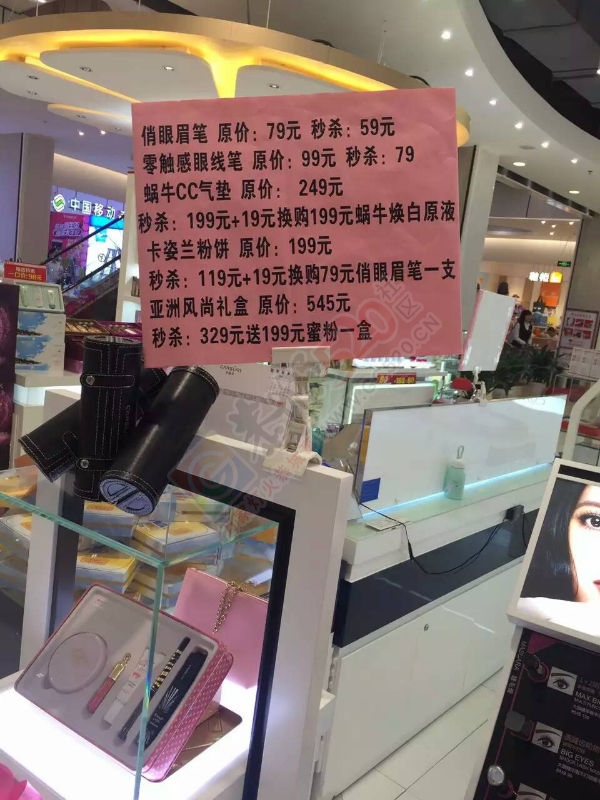 俏眼眉笔 原价：79元 秒杀：59元
零触感眼线笔 原价：99元 秒杀：79
蜗牛CC气垫 原价： 249元
秒杀：199元+19元换购199元蜗牛焕白原液
卡姿兰粉饼 原价：199元
秒杀：119元+19元换购79元俏眼眉笔一支
亚洲风尚礼盒 原价：545元
秒杀：329元送199元蜜粉一盒
中国移动
BIG EYES